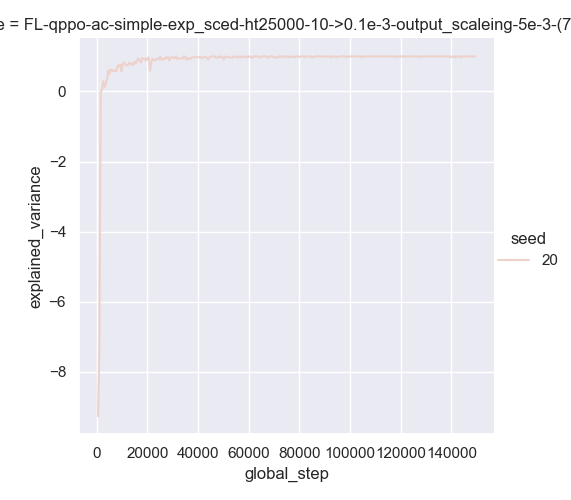 e = FL-qppo-ac-simple-exp_sced-ht25000-10->0.1e-3-output_scaleing-5e-3-(7
0
−2
−4
−6
−8
explained_variance
0 20000 40000 60000 80000 100000 120000 140000
global_step
seed
20